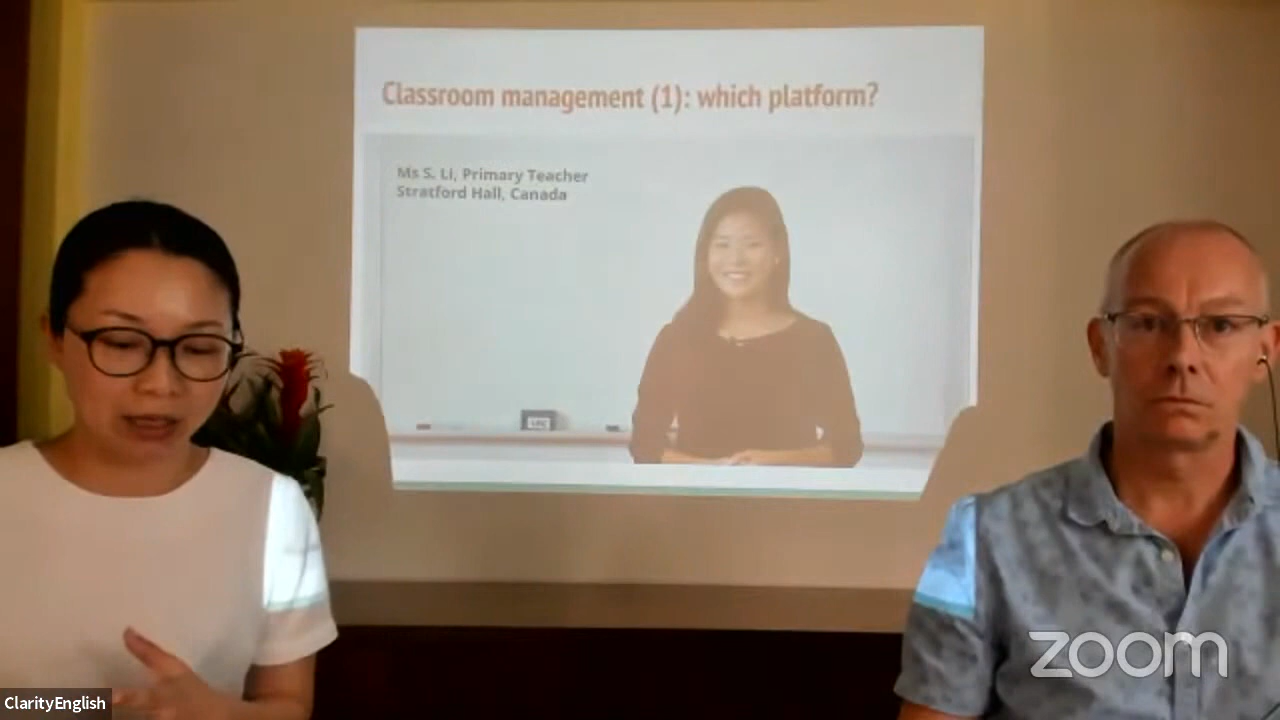 Classroom management (1): which platform?
Ms S. Li, Primary Teacher
Stratford Hall, Canada
zoom
ClarityEnglish